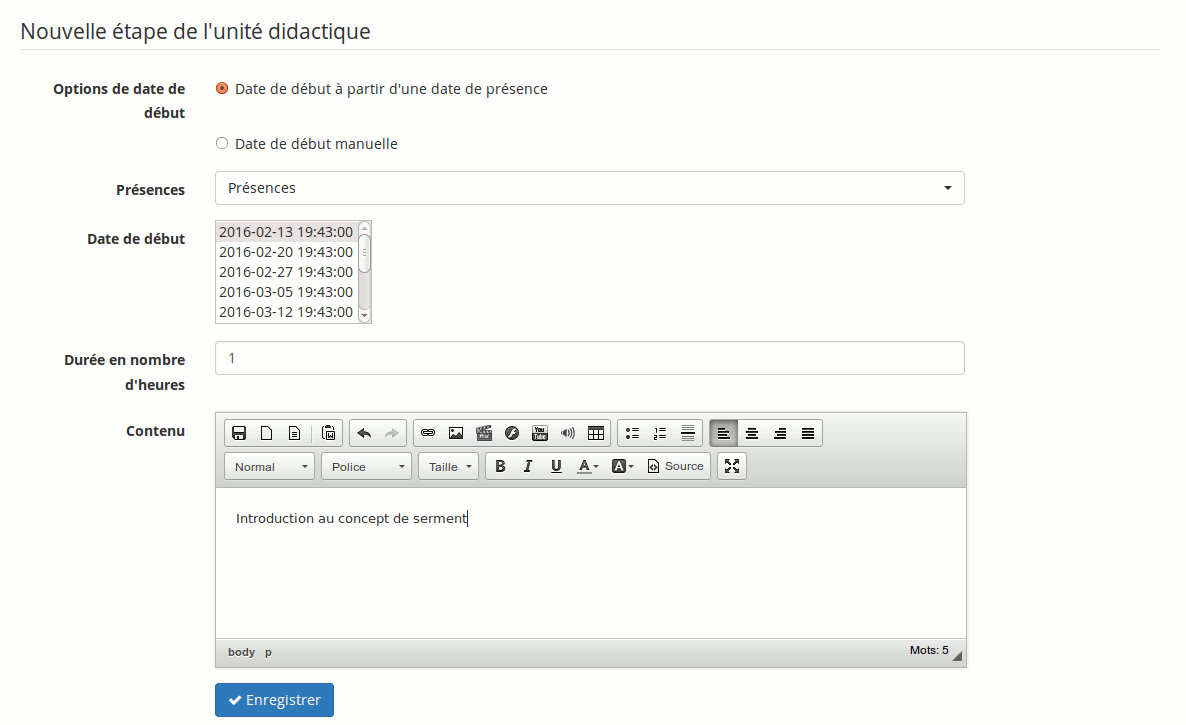 Nouvelle étape de l'unité didactique
Options de date de
début
Date de début à partir d'une date de présence
Date de début manuelle
Présences
Présences
Date de début
2016-02-13 19:43:00
2016-02-20 19:43:00
2016-02-27 19:43:00
2016-03-05 19:43:00
2016-03-12 19:43:00
Durée en nombre
d'heures
1
Contenu
You
Tube
Normal
Police
Taille
B I U A A Source
Introduction au concept de serment
body p
Mots: 5
Enregistrer